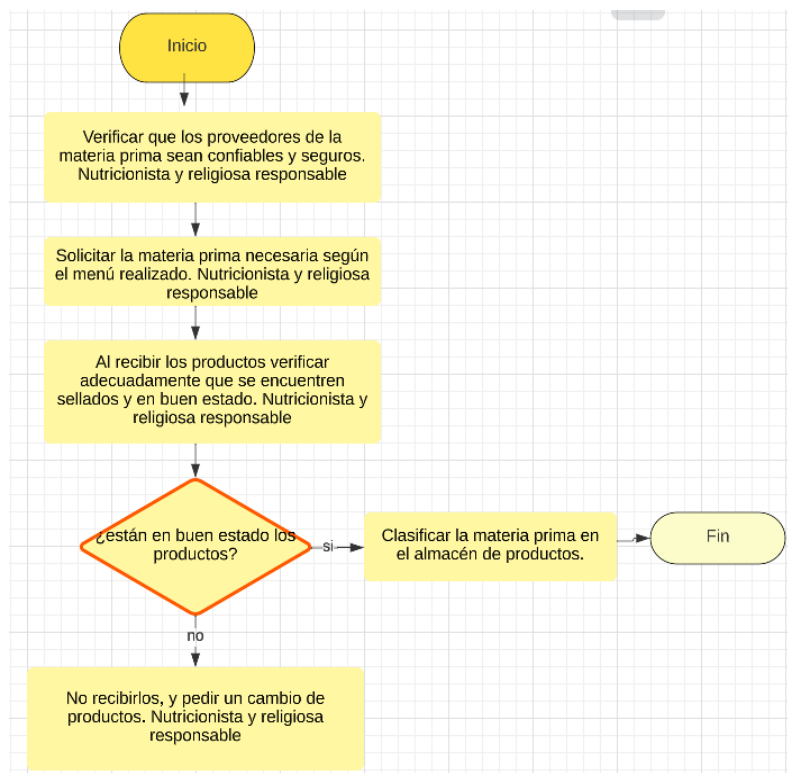 Inicio
Verificar que los proveedores de la
materia prima sean confiables y seguros.
Nutricionista y religiosa responsable
Solicitar la materia prima necesaria según
el menú realizado. Nutricionista y religiosa
responsable
Al recibir los productos verificar
adecuadamente que se encuentren
sellados y en buen estado. Nutricionista y
religiosa responsable
¿están en buen estado los
productos?
si
Clasificar la materia prima en
el almacén de productos.
Fin
no
No recibirlos, y pedir un cambio de
productos. Nutricionista y religiosa
responsable